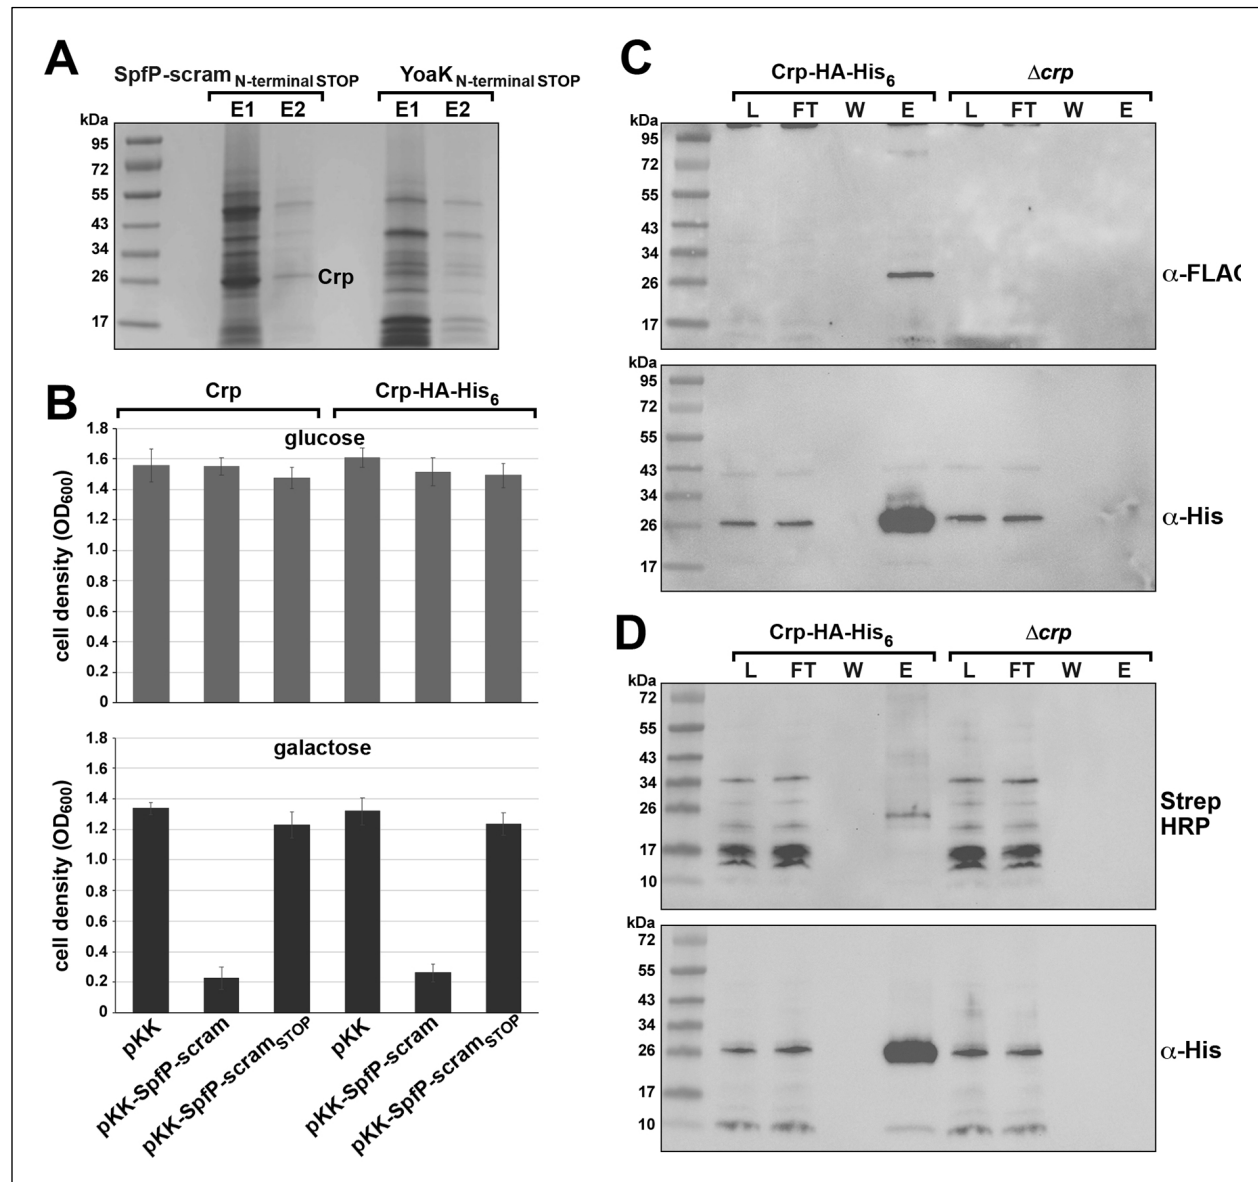 A
SpfP-scram N-terminal STOP YoaK N-terminal STOP
E1 E2 E1 E2
kDa
95
72
55
43
34
26
17
Crp
B
Crp Crp-HA-His6
glucose
cell density (OD600)
1.8
1.6
1.4
1.2
1.0
0.8
0.6
0.4
0.2
0
galactose
cell density (OD600)
1.8
1.6
1.4
1.2
1.0
0.8
0.6
0.4
0.2
0
pKK
pKK-SpfP-scram
pKK-SpfP-scramSTOP
pKK
pKK-SpfP-scram
pKK-SpfP-scramSTOP
C
Crp-HA-His6 Δcrp
L FT W E L FT W E
kDa
95
72
55
43
34
26
17
α-FLAG
kDa
95
72
55
43
34
26
17
α-His
D
Crp-HA-His6 Δcrp
L FT W E L FT W E
kDa
72
55
43
34
26
17
10
Strep
HRP
kDa
72
55
43
34
26
17
10
α-His